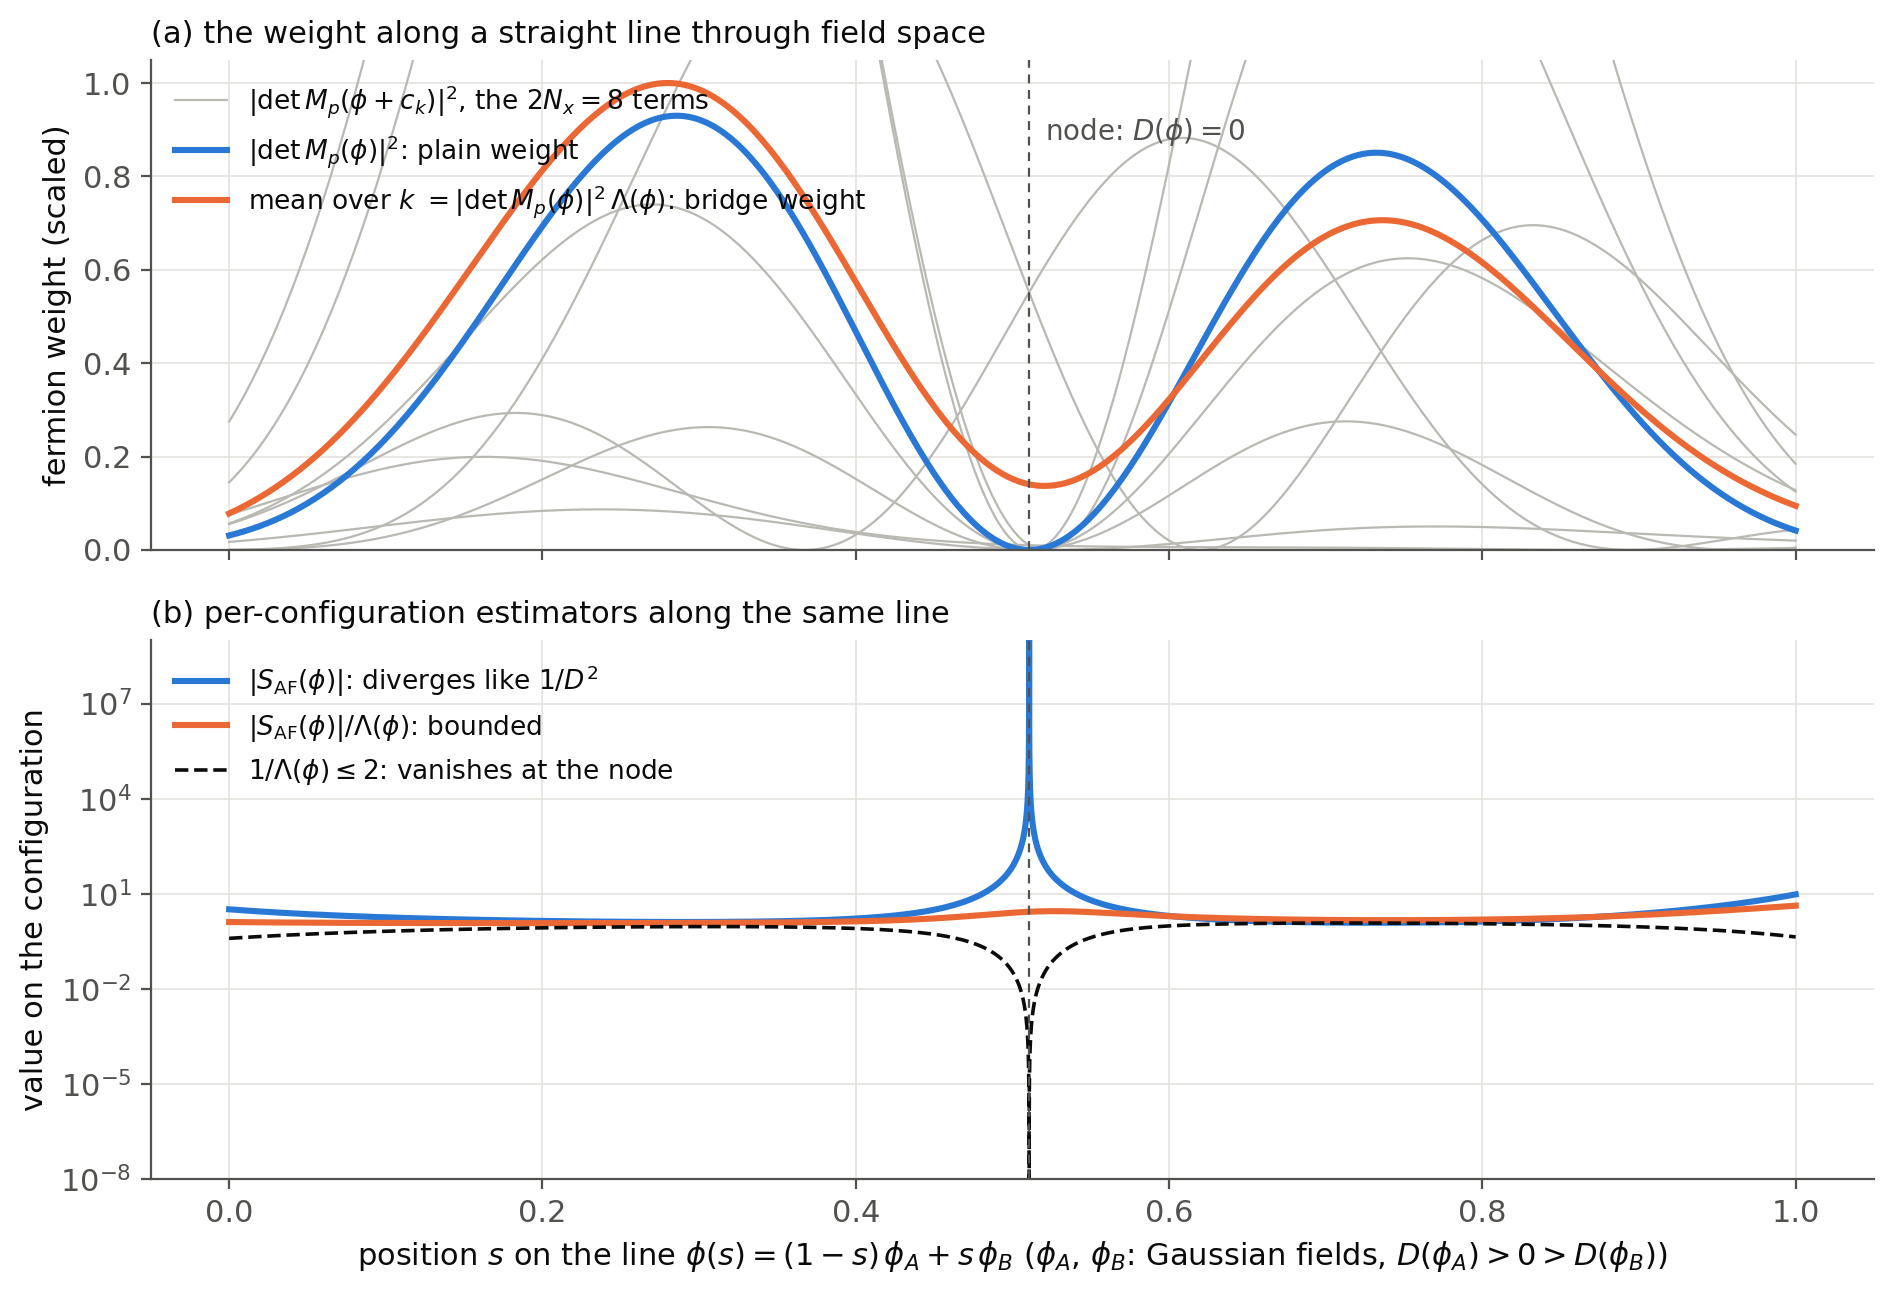 (a) the weight along a straight line through field space
fermion weight (scaled)
1.0
0.8
0.6
0.4
0.2
0.0
|det M_p(ϕ + c_k)|², the 2N_x = 8 terms
|det M_p(ϕ)|²: plain weight
mean over k = |det M_p(ϕ)|² Λ(ϕ): bridge weight
node: D(ϕ) = 0
(b) per-configuration estimators along the same line
value on the configuration
10⁷
10⁴
10¹
10⁻²
10⁻⁵
10⁻⁸
|S_AF(ϕ)|: diverges like 1/D²
|S_AF(ϕ)|/Λ(ϕ): bounded
1/Λ(ϕ) ≤ 2: vanishes at the node
0.0 0.2 0.4 0.6 0.8 1.0
position s on the line ϕ(s) = (1 − s) ϕ_A + s ϕ_B (ϕ_A, ϕ_B: Gaussian fields, D(ϕ_A) > 0 > D(ϕ_B))